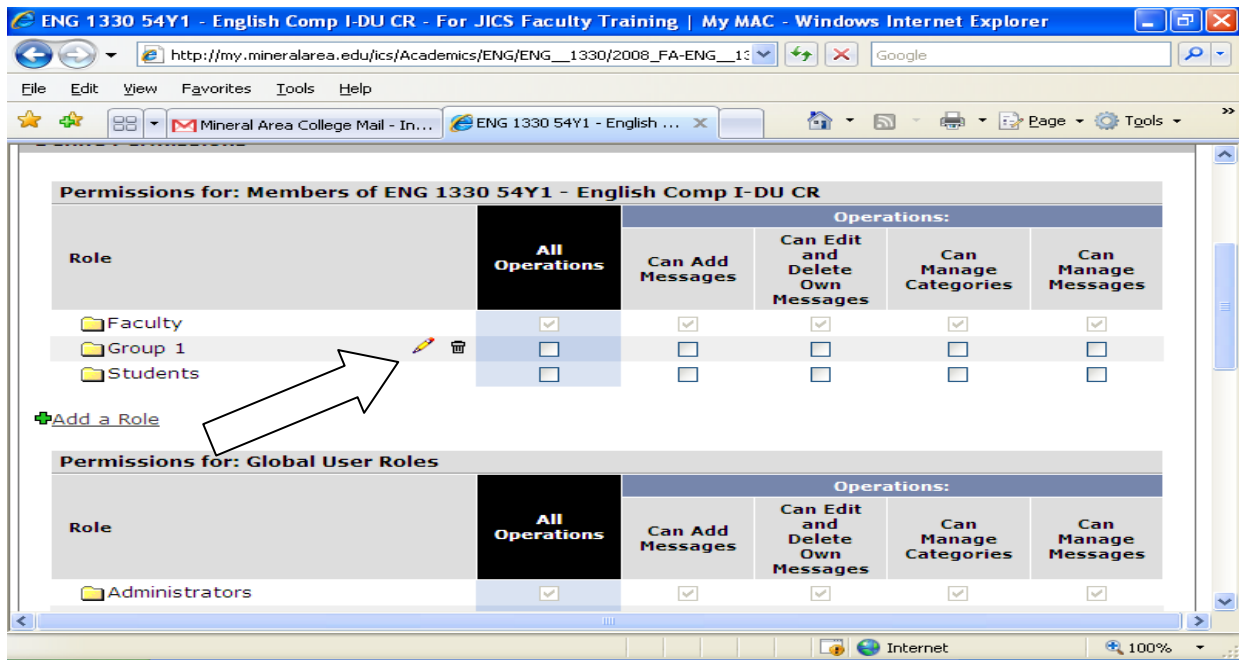 ENG 1330 54Y1 - English Comp I-DU CR - For JICS Faculty Training | My MAC - Windows Internet Explorer
http://my.mineralarea.edu/ics/Academics/ENG/ENG__1330/2008_FA-ENG__13
Google
File Edit View Favorites Tools Help
Mineral Area College Mail - In... ENG 1330 54Y1 - English ... Page Tools
Permissions for: Members of ENG 1330 54Y1 - English Comp I-DU CR
Operations:
Role
All Operations
Can Add Messages
Can Edit and Delete Own Messages
Can Manage Categories
Can Manage Messages
Faculty
Group 1
Students
Add a Role
Permissions for: Global User Roles
Operations:
Role
All Operations
Can Add Messages
Can Edit and Delete Own Messages
Can Manage Categories
Can Manage Messages
Administrators
Internet 100%